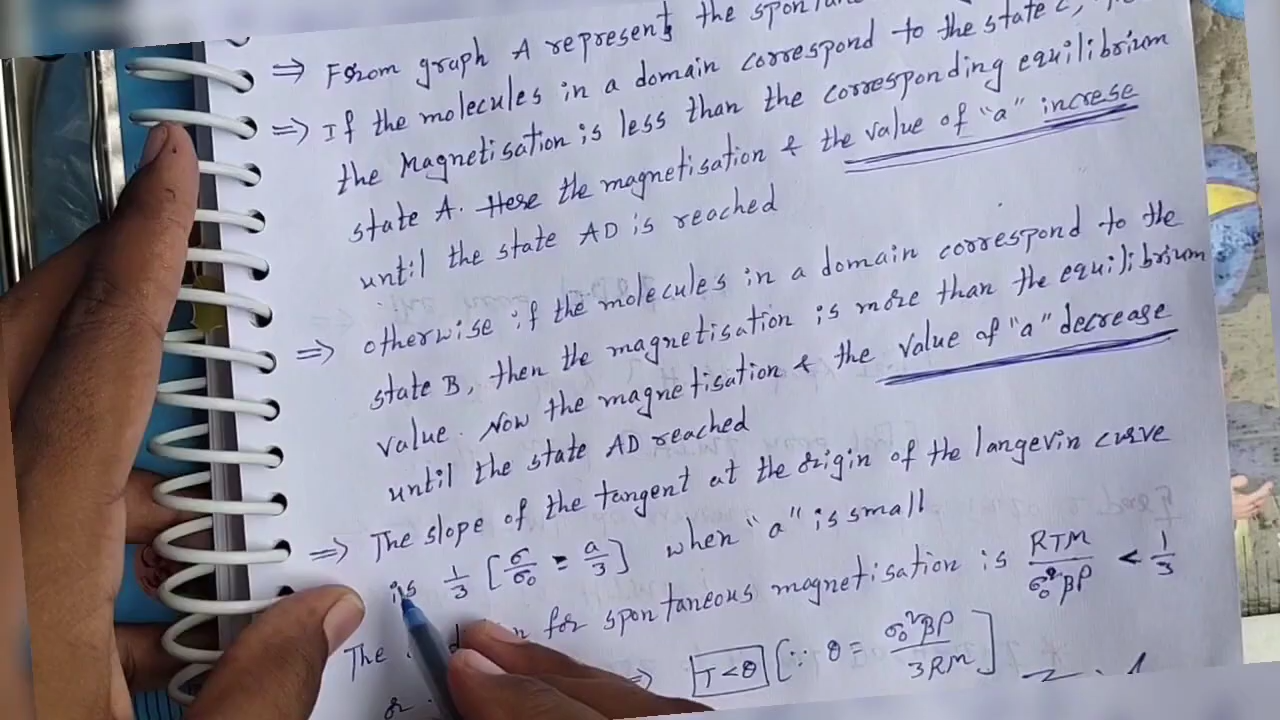 ⇒ From graph A represent the spon
⇒ If the molecules in a domain correspond to the state C,
the Magnetisation is less than the corresponding equilibrium
state A. Here the magnetisation & the value of "a" increse
until the state AD is reached
⇒ otherwise if the molecules in a domain correspond to the
state B, then the magnetisation is more than the equilibrium
value. Now the magnetisation & the value of "a" decrease
until the state AD reached
⇒ The slope of the tangent at the origin of the langevin curve
is 1/3 [σ/σ₀ = a/3] when "a" is small
The for spontaneous magnetisation is RTM/σ₀²βρ < 1/3
⇒ T<θ [∵ θ = σ₀²βρ/3RM]